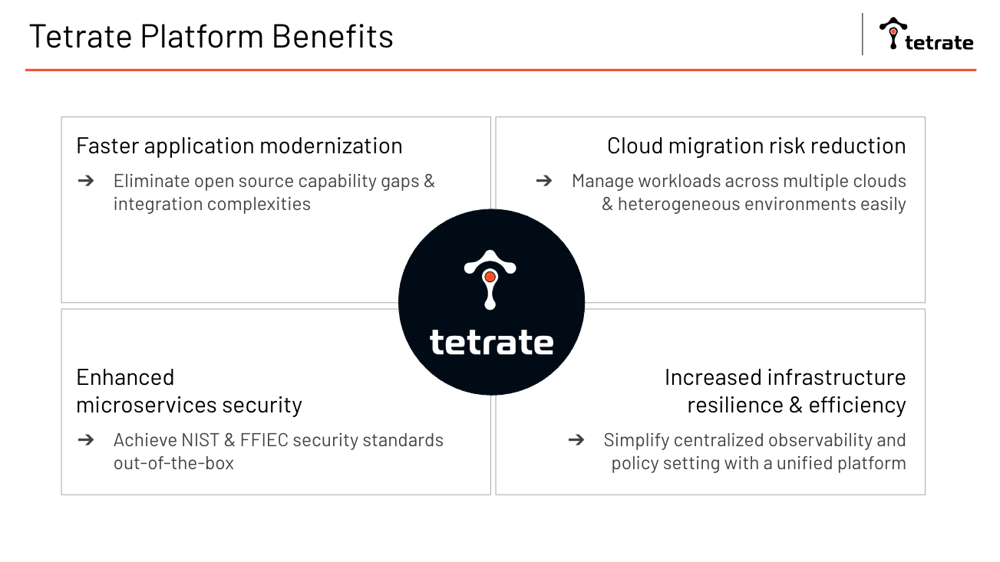 Tetrate Platform Benefits
tetrate
Faster application modernization
➔ Eliminate open source capability gaps &
integration complexities
Cloud migration risk reduction
➔ Manage workloads across multiple clouds
& heterogeneous environments easily
tetrate
Enhanced
microservices security
➔ Achieve NIST & FFIEC security standards
out-of-the-box
Increased infrastructure
resilience & efficiency
➔ Simplify centralized observability and
policy setting with a unified platform